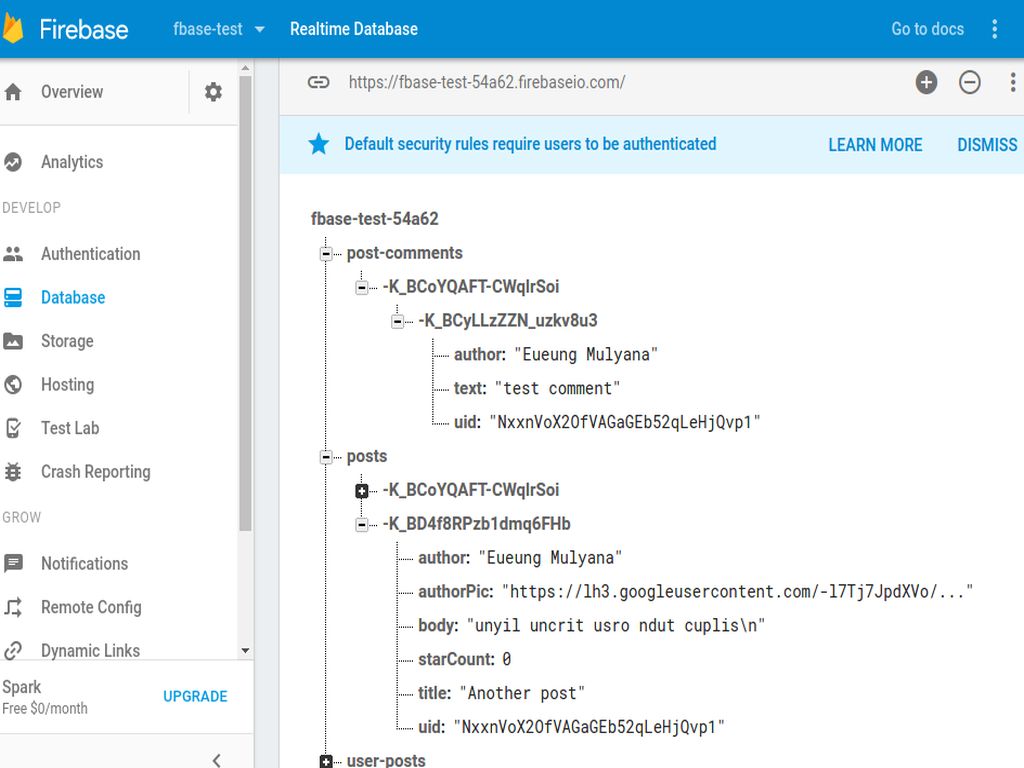 Firebase fbase-test Realtime Database Go to docs
https://fbase-test-54a62.firebaseio.com/
Overview
Default security rules require users to be authenticated LEARN MORE DISMISS
Analytics
DEVELOP
Authentication
Database
Storage
Hosting
Test Lab
Crash Reporting
GROW
Notifications
Remote Config
Dynamic Links
Spark
Free $0/month
UPGRADE
fbase-test-54a62
post-comments
-K_BCoYQAFT-CWqlrSoi
-K_BCyLLzZZN_uzkv8u3
author: "Eueung Mulyana"
text: "test comment"
uid: "NxxnVoX2OfVAGaGEb52qLeHjQvp1"
posts
-K_BCoYQAFT-CWqlrSoi
-K_BD4f8RPzb1dmq6FHb
author: "Eueung Mulyana"
authorPic: "https://lh3.googleusercontent.com/-l7Tj7JpdXVo/..."
body: "unyil uncrit usro ndut cuplis\n"
starCount: 0
title: "Another post"
uid: "NxxnVoX2OfVAGaGEb52qLeHjQvp1"
user-posts